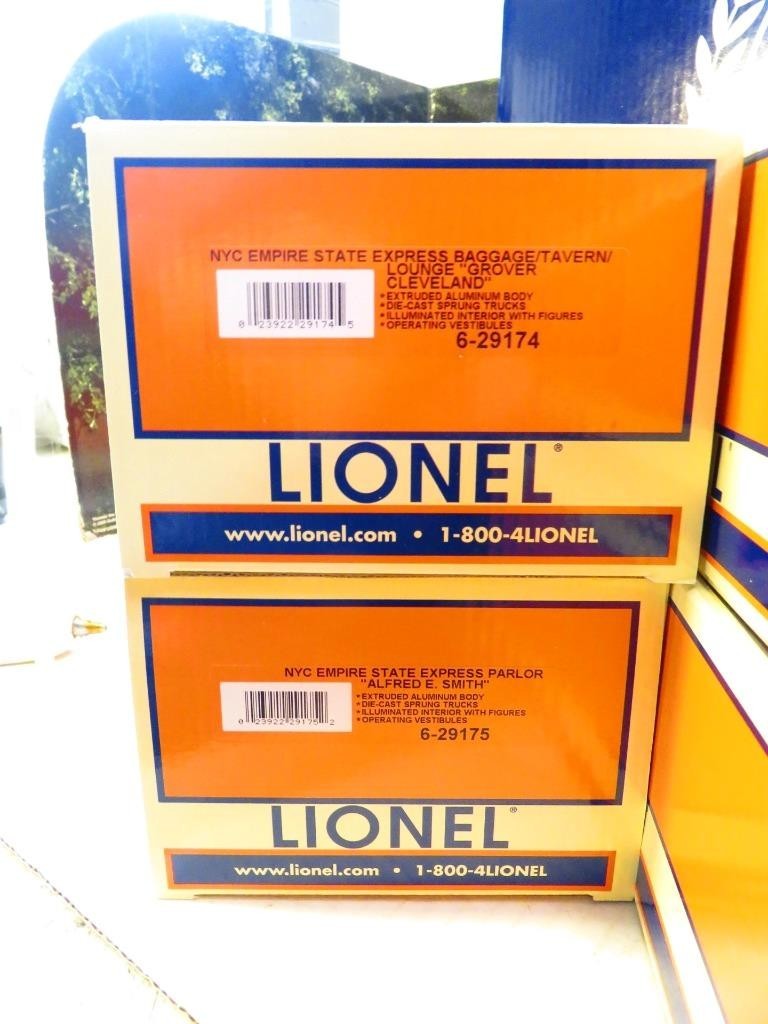 NYC EMPIRE STATE EXPRESS BAGGAGE/TAVERN/
LOUNGE "GROVER
CLEVELAND"
*EXTRUDED ALUMINUM BODY
*DIE-CAST SPRUNG TRUCKS
*ILLUMINATED INTERIOR WITH FIGURES
*OPERATING VESTIBULES
0 23922 29174 5
6-29174
LIONEL®
www.lionel.com • 1-800-4LIONEL
NYC EMPIRE STATE EXPRESS PARLOR
"ALFRED E. SMITH"
*EXTRUDED ALUMINUM BODY
*DIE-CAST SPRUNG TRUCKS
*ILLUMINATED INTERIOR WITH FIGURES
*OPERATING VESTIBULES
0 23922 29175 2
6-29175
LIONEL®
www.lionel.com • 1-800-4LIONEL